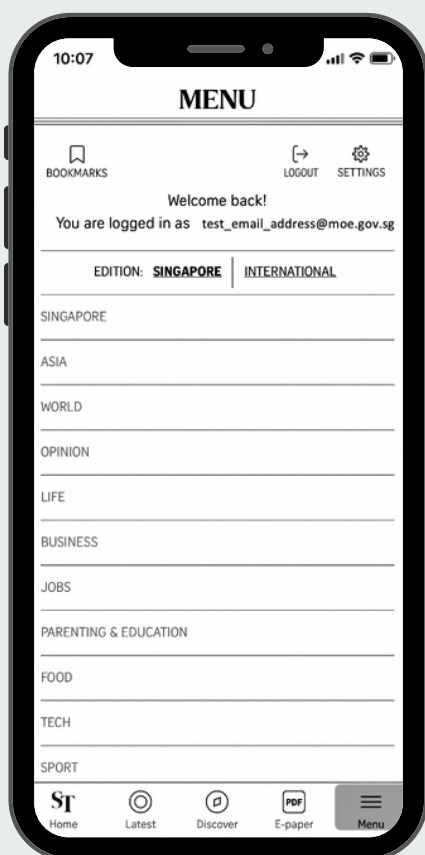 10:07
MENU
BOOKMARKS
LOGOUT
SETTINGS
Welcome back!
You are logged in as test_email_address@moe.gov.sg
EDITION: SINGAPORE INTERNATIONAL
SINGAPORE
ASIA
WORLD
OPINION
LIFE
BUSINESS
JOBS
PARENTING & EDUCATION
FOOD
TECH
SPORT
ST
PDF
Home Latest Discover E-paper Menu